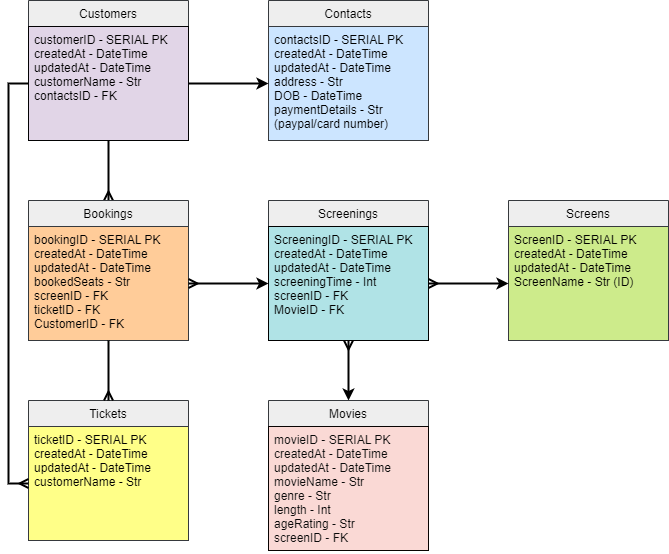 Customers
customerID - SERIAL PK
createdAt - DateTime
updatedAt - DateTime
customerName - Str
contactsID - FK
Contacts
contactsID - SERIAL PK
createdAt - DateTime
updatedAt - DateTime
address - Str
DOB - DateTime
paymentDetails - Str
(paypal/card number)
Bookings
bookingID - SERIAL PK
createdAt - DateTime
updatedAt - DateTime
bookedSeats - Str
screenID - FK
ticketID - FK
CustomerID - FK
Screenings
ScreeningID - SERIAL PK
createdAt - DateTime
updatedAt - DateTime
screeningTime - Int
screenID - FK
MovieID - FK
Screens
ScreenID - SERIAL PK
createdAt - DateTime
updatedAt - DateTime
ScreenName - Str (ID)
Tickets
ticketID - SERIAL PK
createdAt - DateTime
updatedAt - DateTime
customerName - Str
Movies
movieID - SERIAL PK
createdAt - DateTime
updatedAt - DateTime
movieName - Str
genre - Str
length - Int
ageRating - Str
screenID - FK